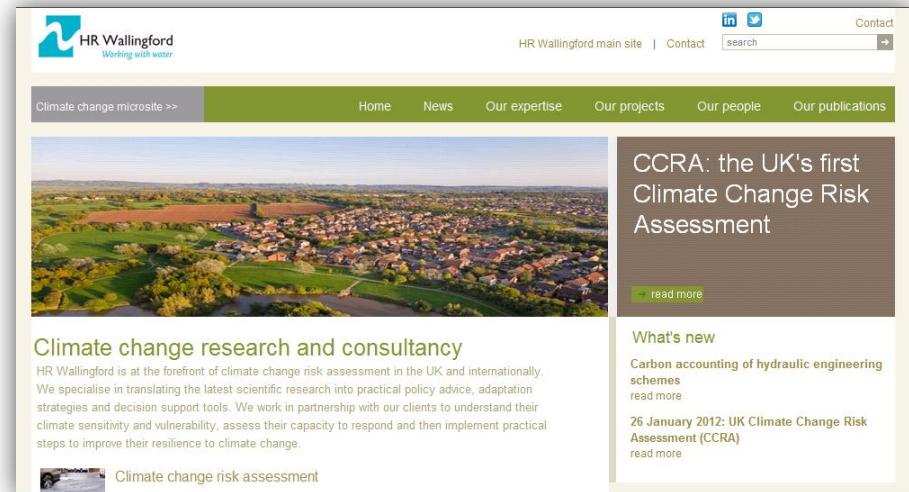 HR Wallingford
Working with water
Contact
HR Wallingford main site | Contact
search
Climate change microsite >>
Home News Our expertise Our projects Our people Our publications
CCRA: the UK's first
Climate Change Risk
Assessment
read more
Climate change research and consultancy
HR Wallingford is at the forefront of climate change risk assessment in the UK and internationally.
We specialise in translating the latest scientific research into practical policy advice, adaptation
strategies and decision support tools. We work in partnership with our clients to understand their
climate sensitivity and vulnerability, assess their capacity to respond and then implement practical
steps to improve their resilience to climate change.
Climate change risk assessment
What's new
Carbon accounting of hydraulic engineering
schemes
read more
26 January 2012: UK Climate Change Risk
Assessment (CCRA)
read more